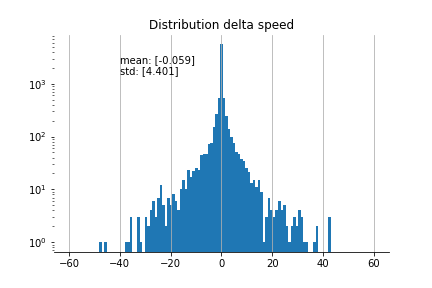 Distribution delta speed
mean: [-0.059]
std: [4.401]
10³
10²
10¹
10⁰
−60 −40 −20 0 20 40 60